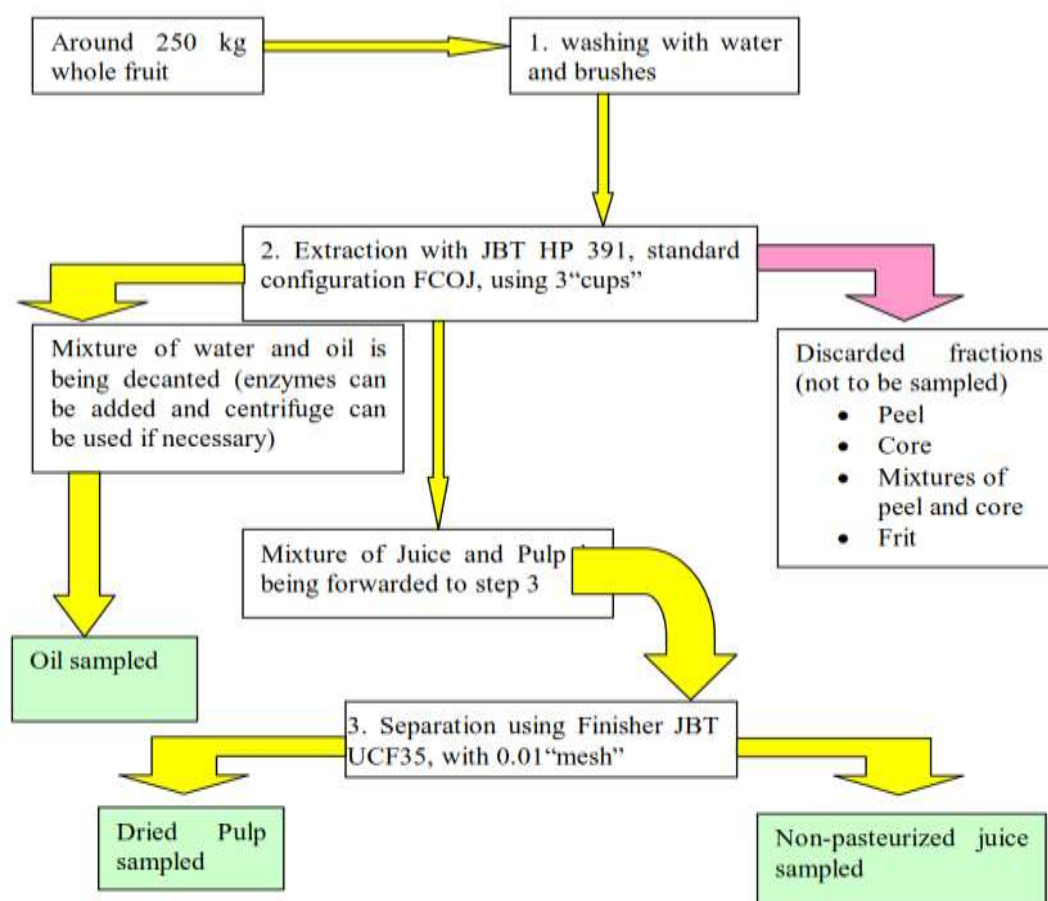 Around 250 kg
whole fruit
1. washing with water
and brushes
2. Extraction with JBT HP 391, standard
configuration FCOJ, using 3“cups”
Mixture of water and oil is
being decanted (enzymes can
be added and centrifuge can
be used if necessary)
Discarded fractions
(not to be sampled)
• Peel
• Core
• Mixtures of
peel and core
• Frit
Mixture of Juice and Pulp
being forwarded to step 3
Oil sampled
3. Separation using Finisher JBT
UCF35, with 0.01“mesh”
Dried Pulp
sampled
Non-pasteurized juice
sampled